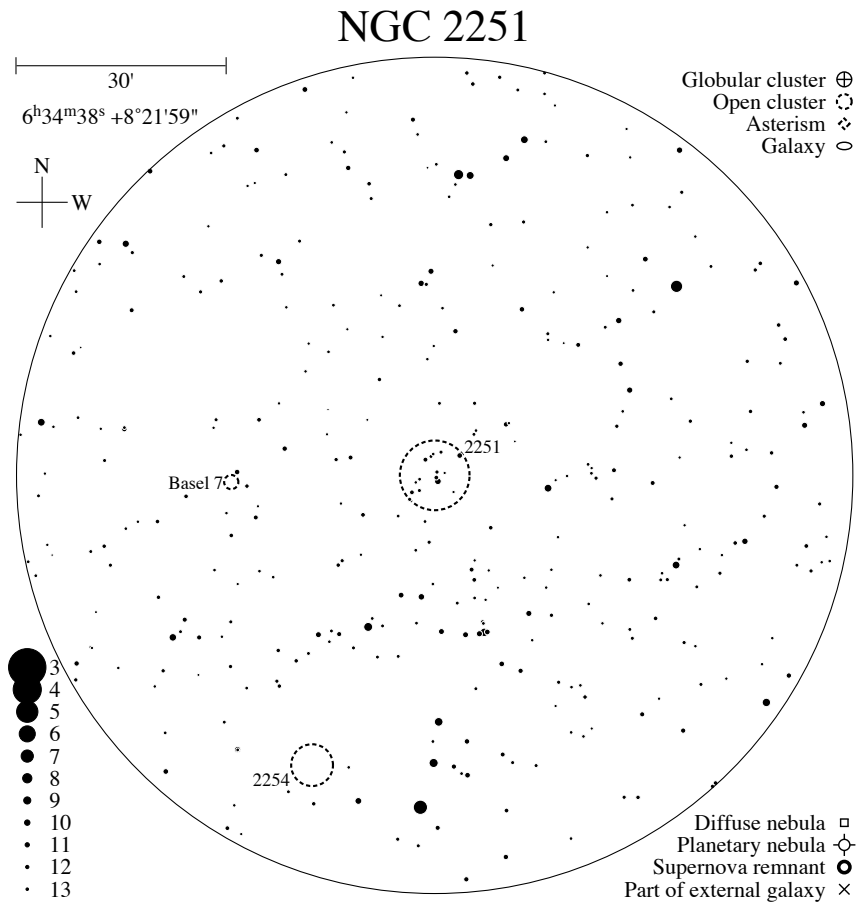 NGC 2251
30'
6ʰ34ᵐ38ˢ +8°21'59"
Globular cluster
Open cluster
Asterism
Galaxy
N
W
2251
Basel 7
2254
3
4
5
6
7
8
9
10
11
12
13
Diffuse nebula
Planetary nebula
Supernova remnant
Part of external galaxy